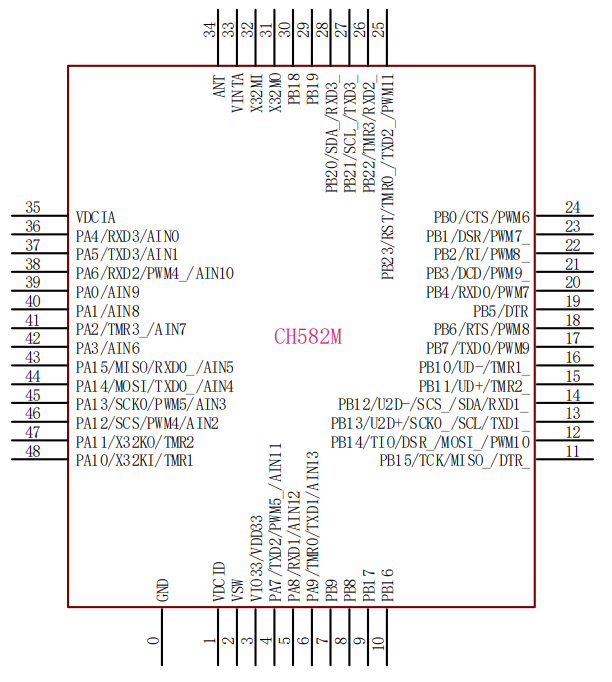 34
33
32
31
30
29
28
27
26
25
ANT
VINTA
X32MI
X32MO
PB18
PB19
PB20/SDA_/RXD3_
PB21/SCL_/TXD3_
PB22/TMR3/RXD2_
PB23/RST/TMR0_/TXD2_/PWM11
35
VDCIA
36
PA4/RXD3/AIN0
37
PA5/TXD3/AIN1
38
PA6/RXD2/PWM4_/AIN10
39
PA0/AIN9
40
PA1/AIN8
41
PA2/TMR3_/AIN7
42
PA3/AIN6
43
PA15/MISO/RXD0_/AIN5
44
PA14/MOSI/TXD0_/AIN4
45
PA13/SCK0/PWM5/AIN3
46
PA12/SCS/PWM4/AIN2
47
PA11/X32KO/TMR2
48
PA10/X32KI/TMR1
CH582M
24
PB0/CTS/PWM6
23
PB1/DSR/PWM7_
22
PB2/RI/PWM8_
21
PB3/DCD/PWM9_
20
PB4/RXD0/PWM7
19
PB5/DTR
18
PB6/RTS/PWM8
17
PB7/TXD0/PWM9
16
PB10/UD-/TMR1_
15
PB11/UD+/TMR2_
14
PB12/U2D-/SCS_/SDA/RXD1_
13
PB13/U2D+/SCK0_/SCL/TXD1_
12
PB14/TIO/DSR_/MOSI_/PWM10
11
PB15/TCK/MISO_/DTR_
GND
VDCID
VSW
VIO33/VDD33
PA7/TXD2/PWM5_/AIN11
PA8/RXD1/AIN12
PA9/TMR0/TXD1/AIN13
PB9
PB8
PB17
PB16
0
1
2
3
4
5
6
7
8
9
10